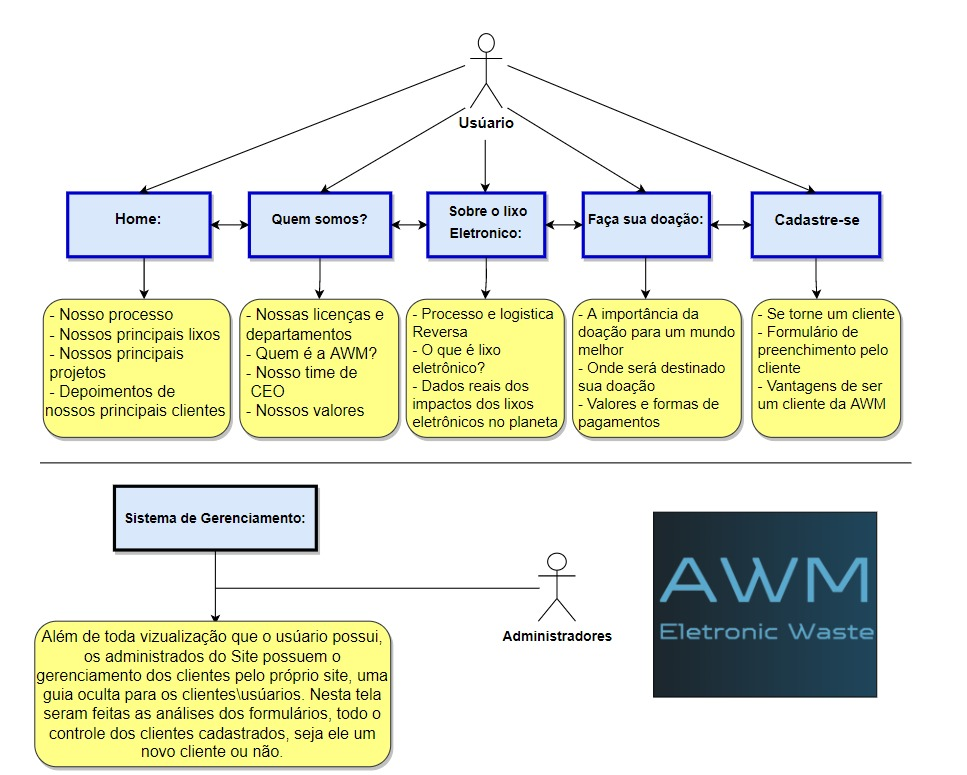 Usúario
Home:
Quem somos?
Sobre o lixo
Eletronico:
Faça sua doação:
Cadastre-se
- Nosso processo
- Nossos principais lixos
- Nossos principais
projetos
- Depoimentos de
nossos principais clientes
- Nossas licenças e
departamentos
- Quem é a AWM?
- Nosso time de
CEO
- Nossos valores
- Processo e logistica
Reversa
- O que é lixo
eletrônico?
- Dados reais dos
impactos dos lixos
eletrônicos no planeta
- A importância da
doação para um mundo
melhor
- Onde será destinado
sua doação
- Valores e formas de
pagamentos
- Se torne um cliente
- Formulário de
preenchimento pelo
cliente
- Vantagens de ser
um cliente da AWM
Sistema de Gerenciamento:
Administradores
Além de toda vizualização que o usúario possui,
os administrados do Site possuem o
gerenciamento dos clientes pelo próprio site, uma
guia oculta para os clientes\usúarios. Nesta tela
seram feitas as análises dos formulários, todo o
controle dos clientes cadastrados, seja ele um
novo cliente ou não.
AWM
Eletronic Waste